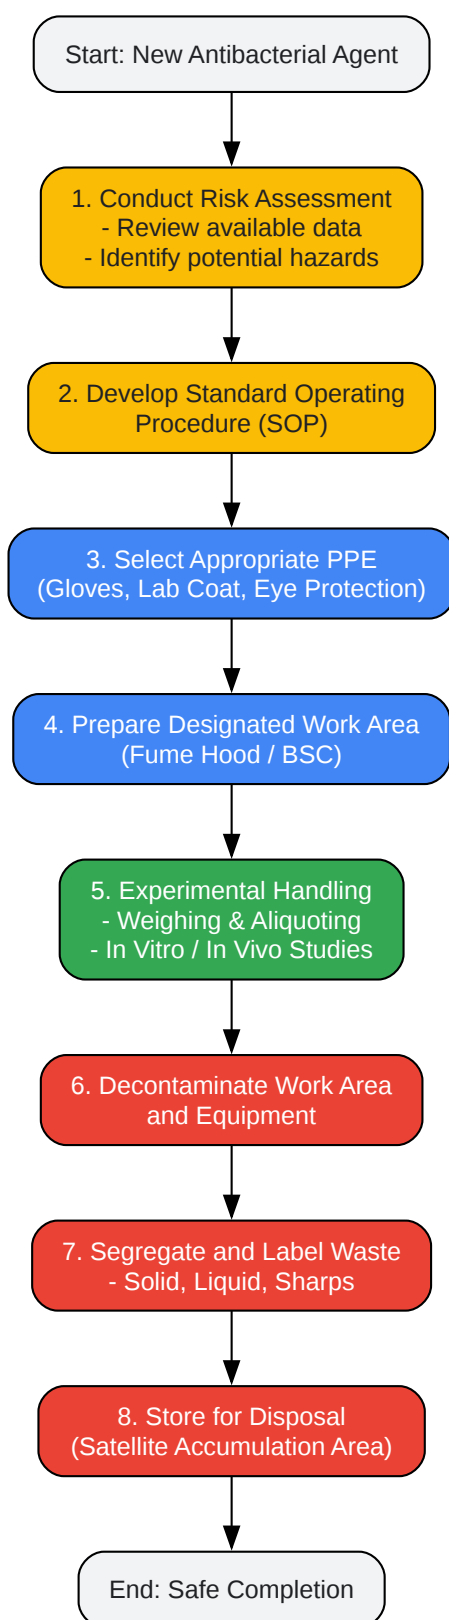 Start: New Antibacterial Agent
1. Conduct Risk Assessment
- Review available data
- Identify potential hazards
2. Develop Standard Operating
Procedure (SOP)
3. Select Appropriate PPE
(Gloves, Lab Coat, Eye Protection)
4. Prepare Designated Work Area
(Fume Hood / BSC)
5. Experimental Handling
- Weighing & Aliquoting
- In Vitro / In Vivo Studies
6. Decontaminate Work Area
and Equipment
7. Segregate and Label Waste
- Solid, Liquid, Sharps
8. Store for Disposal
(Satellite Accumulation Area)
End: Safe Completion